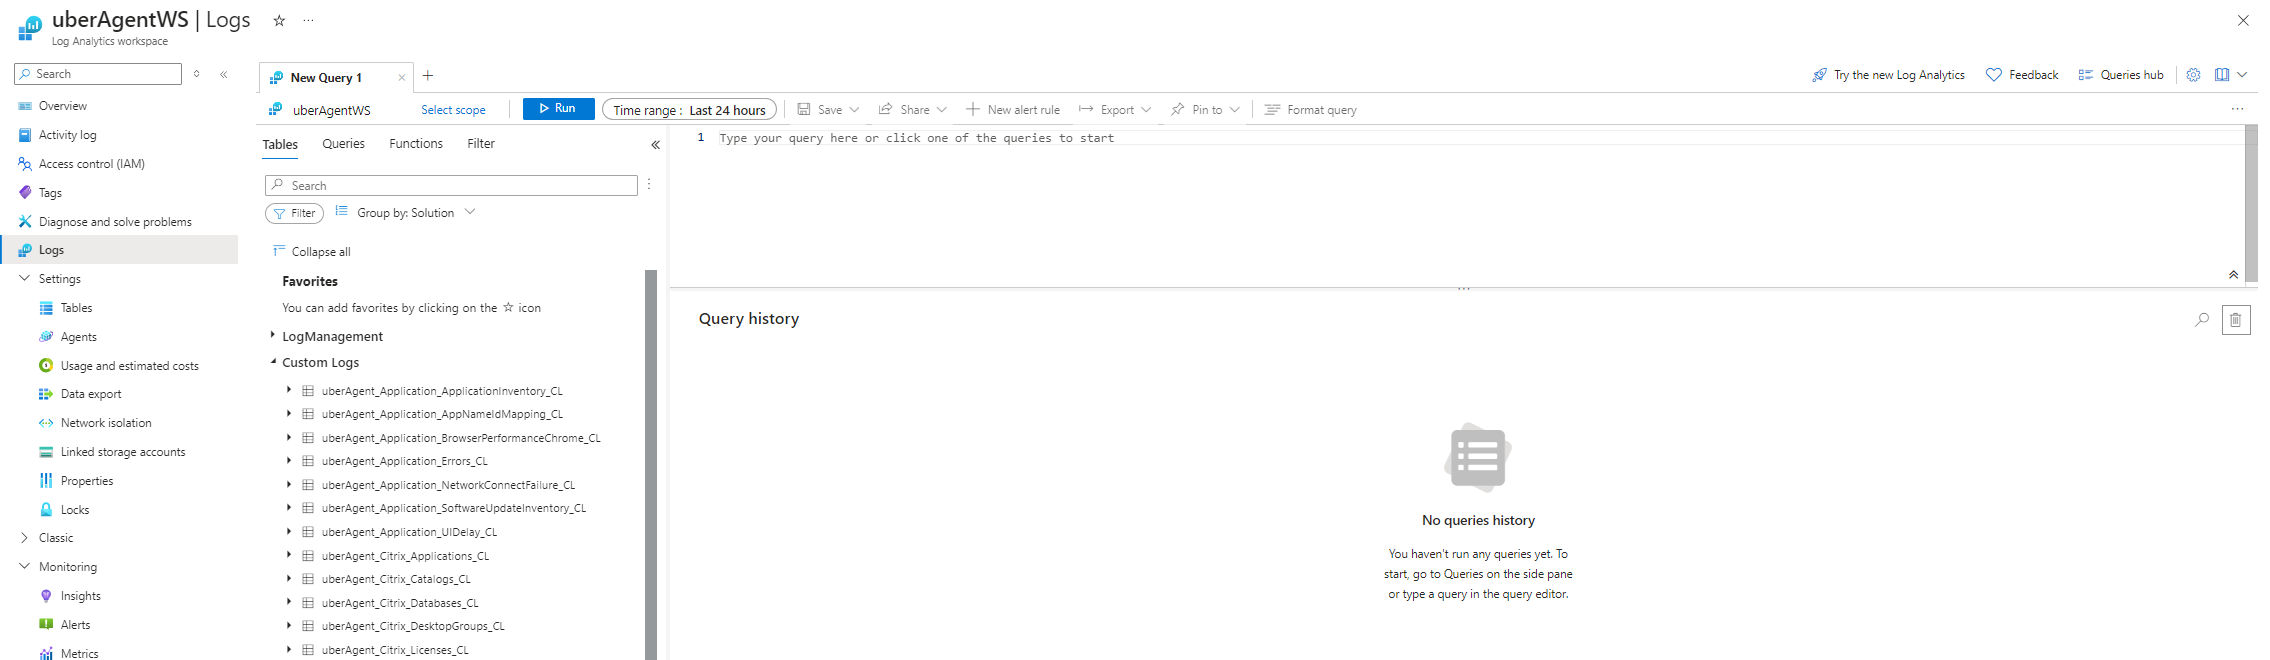 uberAgentWS | Logs
Log Analytics workspace
Search
Overview
Activity log
Access control (IAM)
Tags
Diagnose and solve problems
Logs
Settings
Tables
Agents
Usage and estimated costs
Data export
Network isolation
Linked storage accounts
Properties
Locks
Classic
Monitoring
Insights
Alerts
Metrics
New Query 1
Try the new Log Analytics
Feedback
Queries hub
uberAgentWS
Select scope
Run
Time range : Last 24 hours
Save
Share
New alert rule
Export
Pin to
Format query
Tables
Queries
Functions
Filter
Search
Filter
Group by: Solution
Collapse all
Favorites
You can add favorites by clicking on the ☆ icon
LogManagement
Custom Logs
uberAgent_Application_ApplicationInventory_CL
uberAgent_Application_AppNameIdMapping_CL
uberAgent_Application_BrowserPerformanceChrome_CL
uberAgent_Application_Errors_CL
uberAgent_Application_NetworkConnectFailure_CL
uberAgent_Application_SoftwareUpdateInventory_CL
uberAgent_Application_UIDelay_CL
uberAgent_Citrix_Applications_CL
uberAgent_Citrix_Catalogs_CL
uberAgent_Citrix_Databases_CL
uberAgent_Citrix_DesktopGroups_CL
uberAgent_Citrix_Licenses_CL
1 Type your query here or click one of the queries to start
Query history
No queries history
You haven't run any queries yet. To
start, go to Queries on the side pane
or type a query in the query editor.